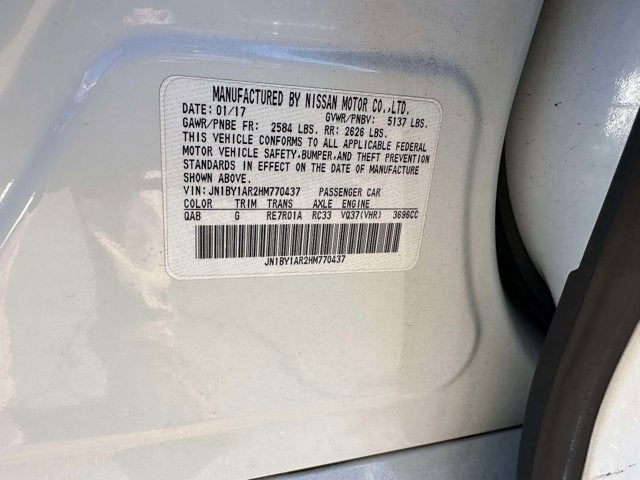 MANUFACTURED BY NISSAN MOTOR CO.,LTD.
DATE: 01/17 GVWR/PNBV: 5137 LBS.
GAWR/PNBE FR: 2584 LBS. RR: 2626 LBS.
THIS VEHICLE CONFORMS TO ALL APPLICABLE FEDERAL
MOTOR VEHICLE SAFETY,BUMPER,AND THEFT PREVENTION
STANDARDS IN EFFECT ON THE DATE OF MANUFACTURE
SHOWN ABOVE.
VIN: JN1BY1AR2HM770437 PASSENGER CAR
COLOR TRIM TRANS AXLE ENGINE
QAB G RE7R01A RC33 VQ37(VHR) 3696CC
JN1BY1AR2HM770437